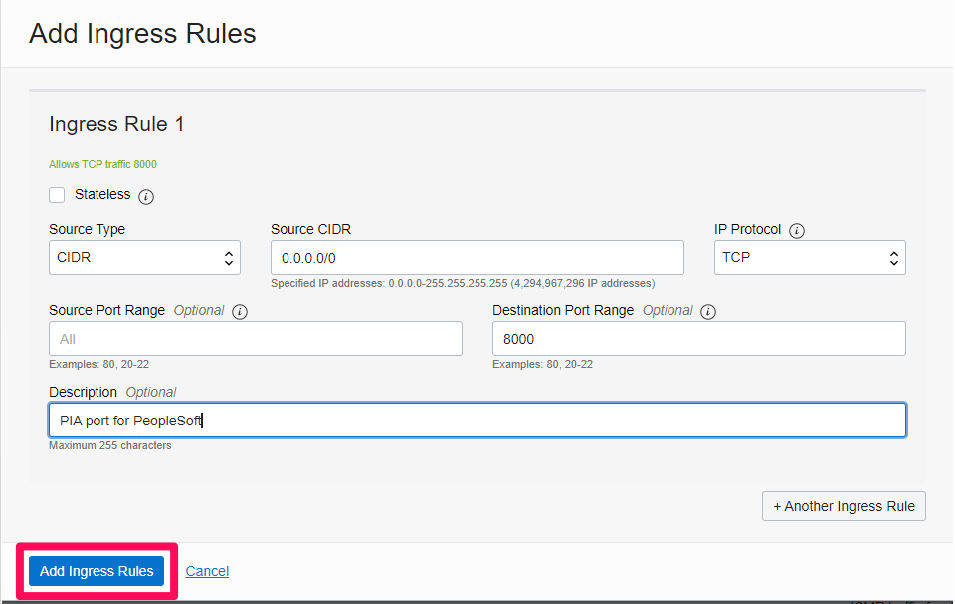 Add Ingress Rules
Ingress Rule 1
Allows TCP traffic 8000
Stateless i
Source Type Source CIDR IP Protocol i
CIDR 0.0.0.0/0 TCP
Specified IP addresses: 0.0.0.0-255.255.255.255 (4,294,967,296 IP addresses)
Source Port Range Optional i Destination Port Range Optional i
All 8000
Examples: 80, 20-22 Examples: 80, 20-22
Description Optional
PIA port for PeopleSoft
Maximum 255 characters
+ Another Ingress Rule
Add Ingress Rules Cancel